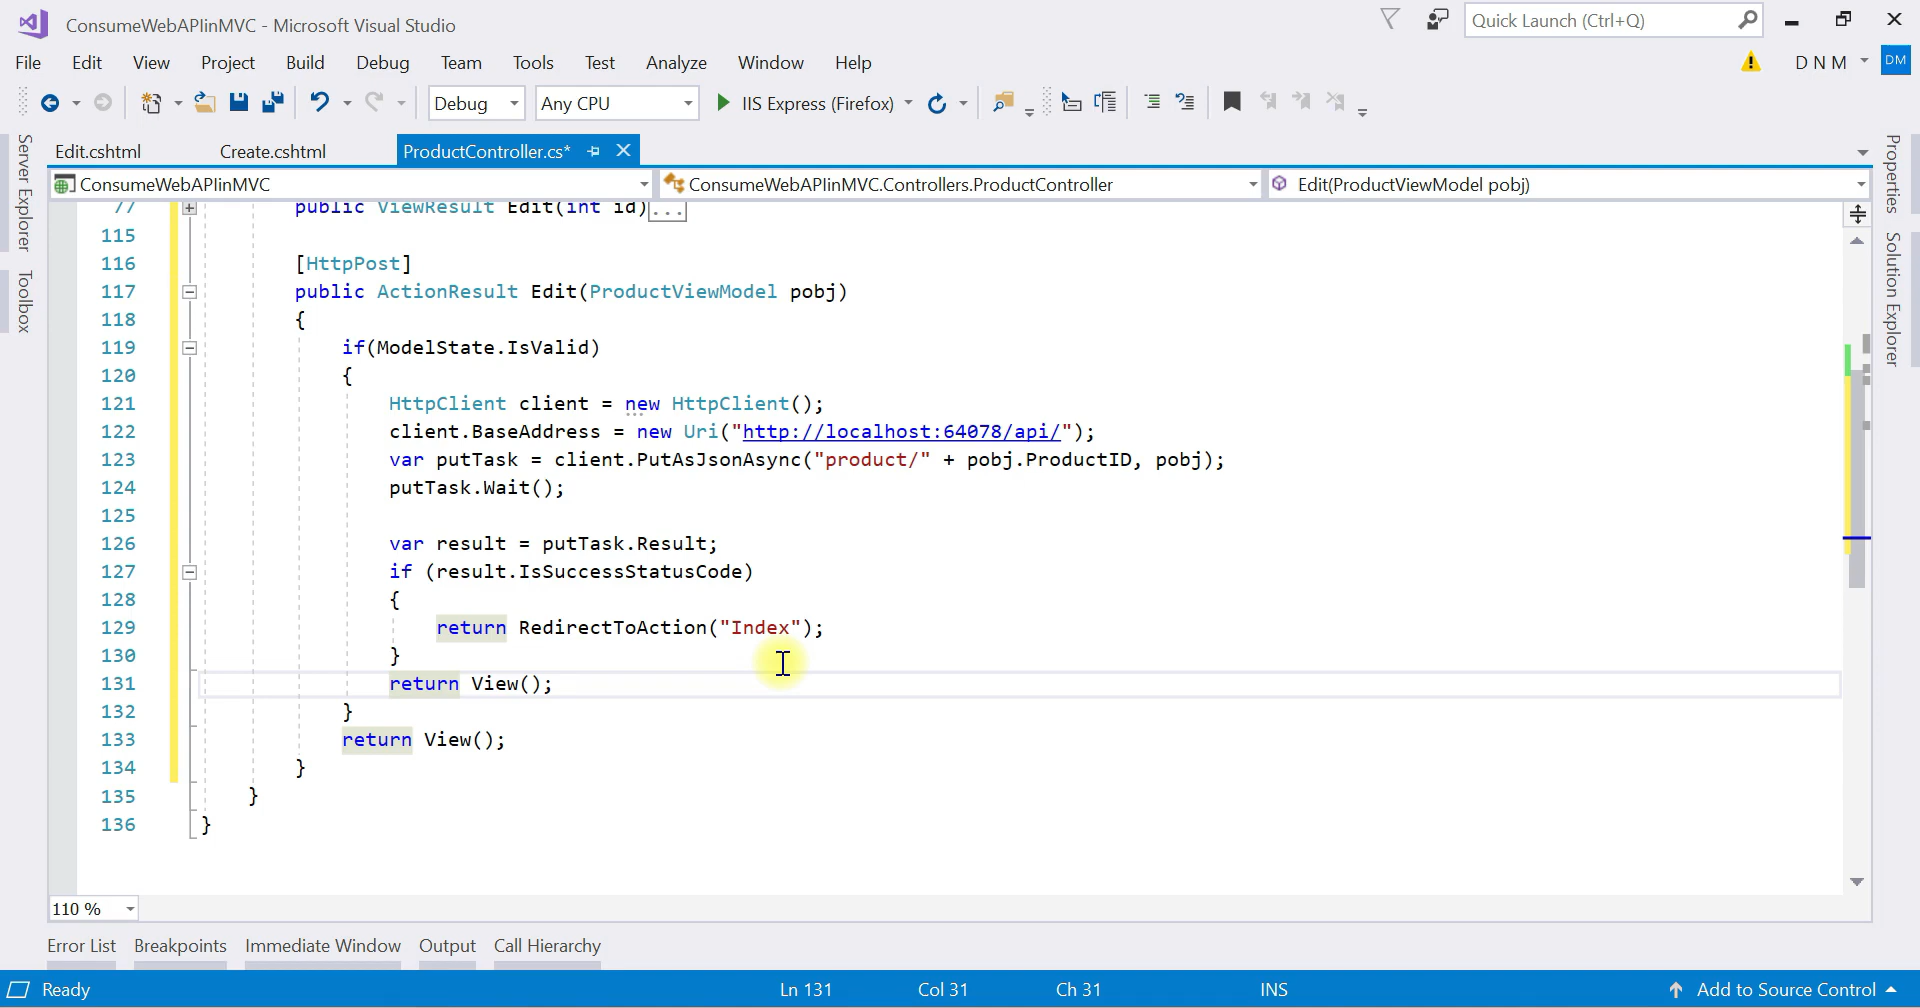 ConsumeWebAPIinMVC - Microsoft Visual Studio
Quick Launch (Ctrl+Q)
File Edit View Project Build Debug Team Tools Test Analyze Window Help
D N M DM
Debug Any CPU IIS Express (Firefox)
Server Explorer
Toolbox
Edit.cshtml Create.cshtml ProductController.cs*
ConsumeWebAPIinMVC ConsumeWebAPIinMVC.Controllers.ProductController Edit(ProductViewModel pobj)
77 public ViewResult Edit(int id)...
115
116 [HttpPost]
117 public ActionResult Edit(ProductViewModel pobj)
118 {
119 if(ModelState.IsValid)
120 {
121 HttpClient client = new HttpClient();
122 client.BaseAddress = new Uri("http://localhost:64078/api/");
123 var putTask = client.PutAsJsonAsync("product/" + pobj.ProductID, pobj);
124 putTask.Wait();
125
126 var result = putTask.Result;
127 if (result.IsSuccessStatusCode)
128 {
129 return RedirectToAction("Index");
130 }
131 return View();
132 }
133 return View();
134 }
135 }
136 }
Properties
Solution Explorer
110 %
Error List Breakpoints Immediate Window Output Call Hierarchy
Ready Ln 131 Col 31 Ch 31 INS Add to Source Control